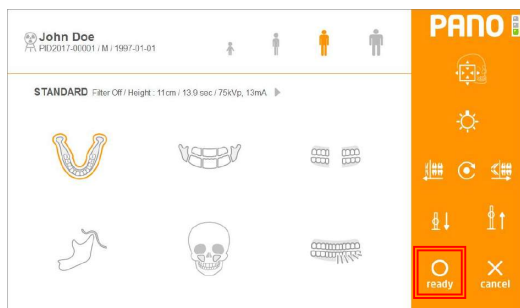 John Doe
PID2017-00001 / M / 1997-01-01
PANO
STANDARD Filter Off / Height : 11cm / 13.9 sec / 75kVp, 13mA
ready
cancel